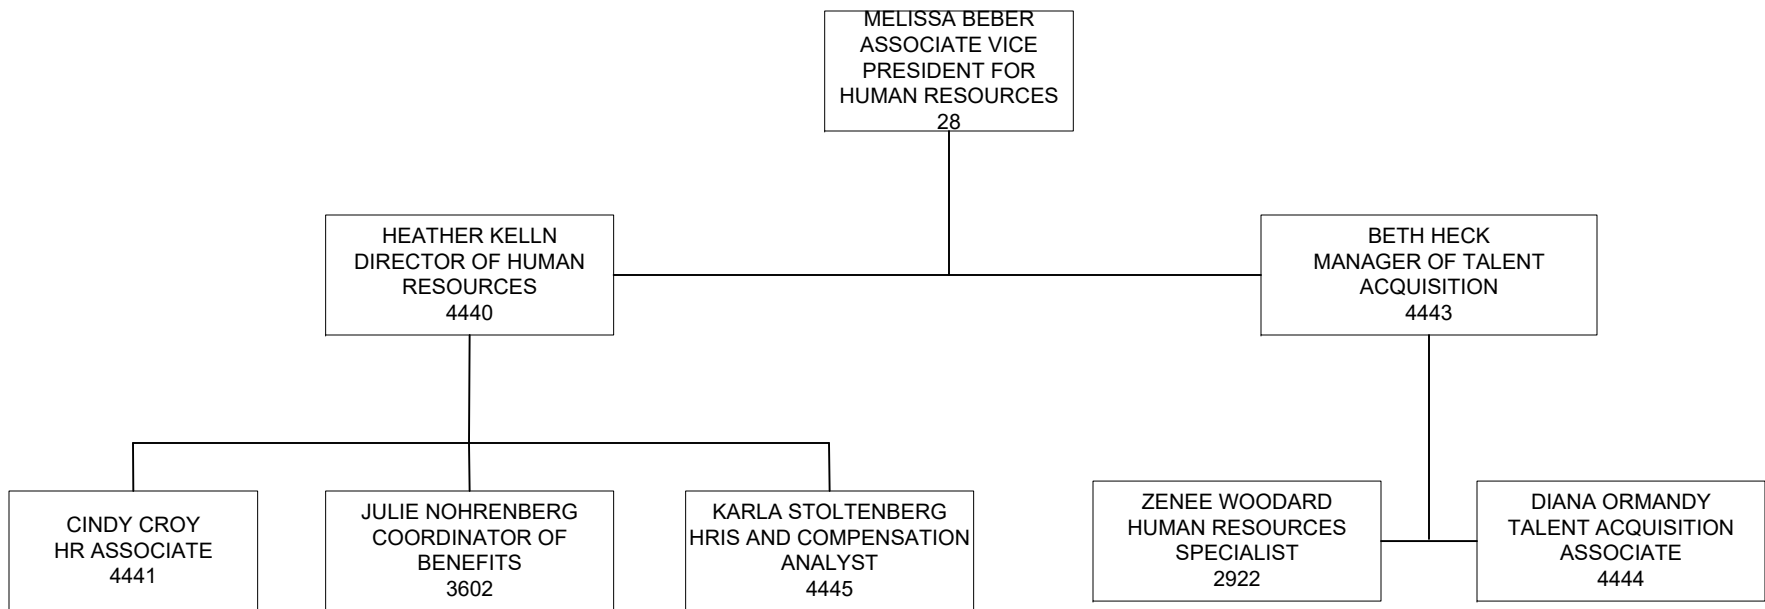 MELISSA BEBER
ASSOCIATE VICE
PRESIDENT FOR
HUMAN RESOURCES
28
HEATHER KELLN
DIRECTOR OF HUMAN
RESOURCES
4440
BETH HECK
MANAGER OF TALENT
ACQUISITION
4443
CINDY CROY
HR ASSOCIATE
4441
JULIE NOHRENBERG
COORDINATOR OF
BENEFITS
3602
KARLA STOLTENBERG
HRIS AND COMPENSATION
ANALYST
4445
ZENEE WOODARD
HUMAN RESOURCES
SPECIALIST
2922
DIANA ORMANDY
TALENT ACQUISITION
ASSOCIATE
4444